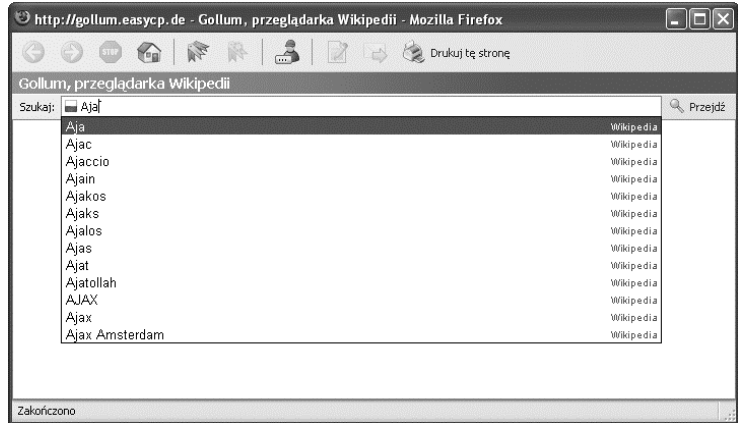 http://gollum.easycp.de - Gollum, przeglądarka Wikipedii - Mozilla Firefox
STOP Drukuj tę stronę
Gollum, przeglądarka Wikipedii
Szukaj: Aja Przejdź
Aja Wikipedia
Ajac Wikipedia
Ajaccio Wikipedia
Ajain Wikipedia
Ajakos Wikipedia
Ajaks Wikipedia
Ajalos Wikipedia
Ajas Wikipedia
Ajat Wikipedia
Ajatollah Wikipedia
AJAX Wikipedia
Ajax Wikipedia
Ajax Amsterdam Wikipedia
Zakończono